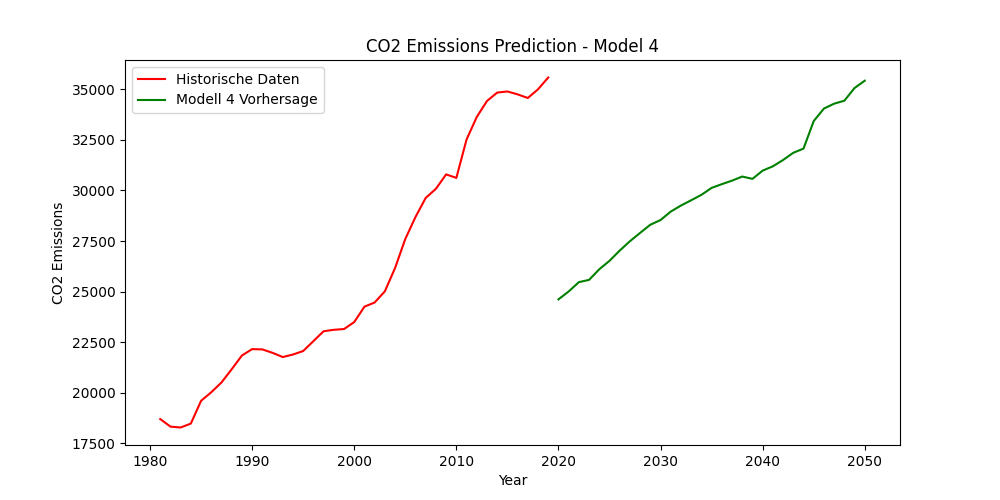 CO2 Emissions Prediction - Model 4
Historische Daten
Modell 4 Vorhersage
35000
32500
30000
27500
25000
22500
20000
17500
CO2 Emissions
1980 1990 2000 2010 2020 2030 2040 2050
Year